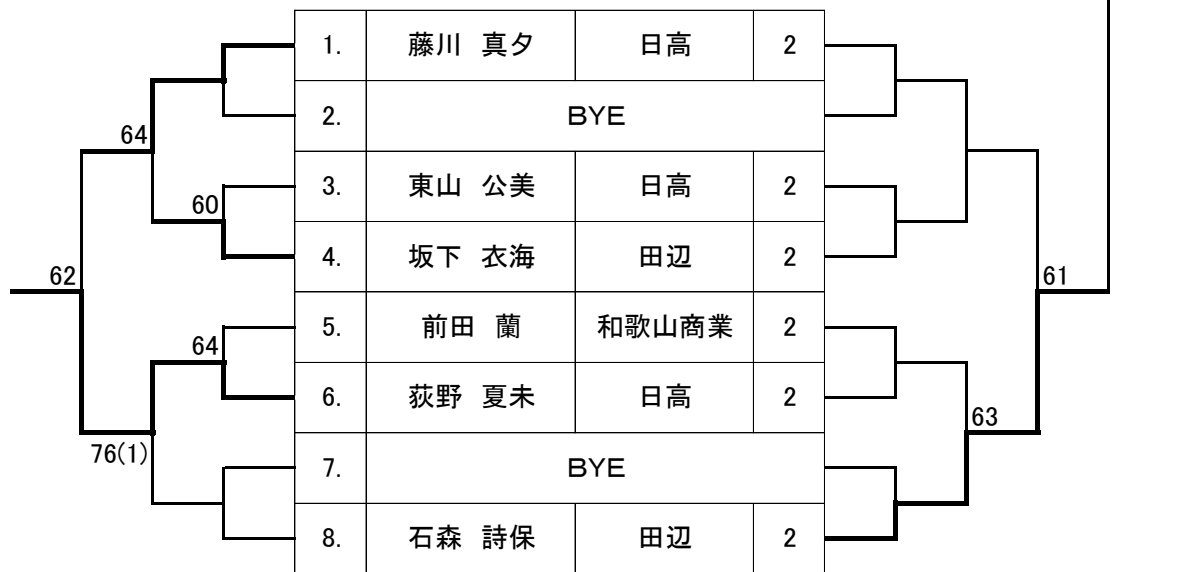 1. 藤川 真夕 日高 2
2. BYE
64
3. 東山 公美 日高 2
60
4. 坂下 衣海 田辺 2
62 61
5. 前田 蘭 和歌山商業 2
64
6. 荻野 夏未 日高 2
63
76(1)
7. BYE
8. 石森 詩保 田辺 2